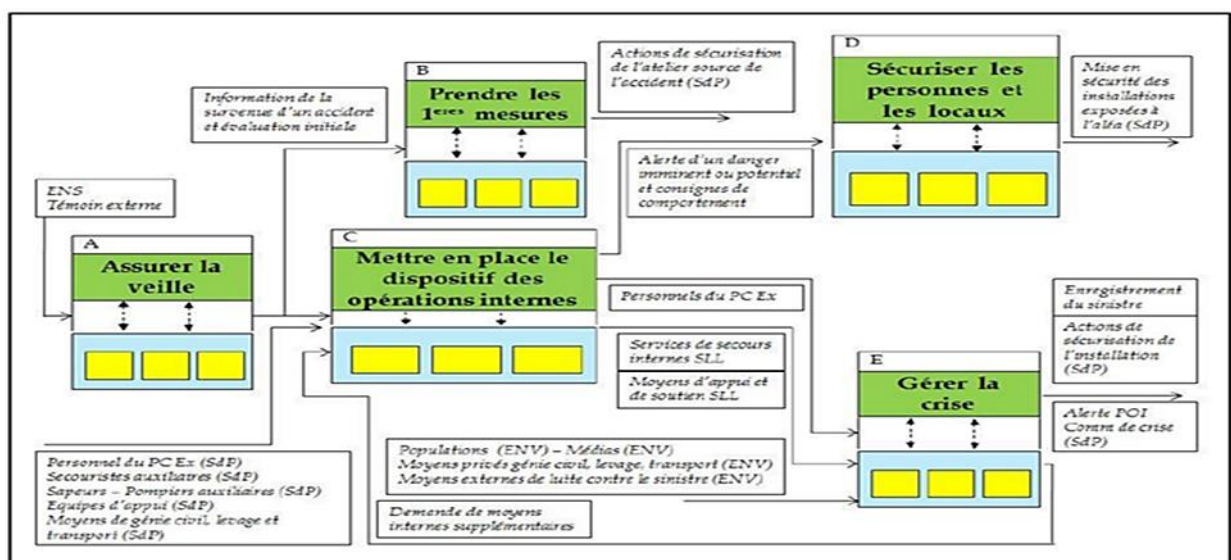 B
Prendre les
1ères mesures
Actions de sécurisation
de l'atelier source de
l'accident (SdP)
D
Sécuriser les
personnes et
les locaux
Mise en
sécurité des
installations
exposées à
l'aléa (SdP)
Information de la
survenue d'un accident
et évaluation initiale
Alerte d'un danger
imminent ou potentiel
et consignes de
comportement
ENS
Témoin externe
A
Assurer la
veille
C
Mettre en place le
dispositif des
opérations internes
Personnels du PC Ex
Services de secours
internes SLL
Moyens d'appui et
de soutien SLL
Enregistrement
du sinistre
Actions de
sécurisation de
l'installation
(SdP)
E
Gérer la
crise
Alerte POI
Comm de crise
(SdP)
Personnel du PC Ex (SdP)
Secouristes auxiliaires (SdP)
Sapeurs – Pompiers auxiliaires (SdP)
Equipes d'appui (SdP)
Moyens de génie civil, levage et
transport (SdP)
Populations (ENV) – Médias (ENV)
Moyens privés génie civil, levage, transport (ENV)
Moyens externes de lutte contre le sinistre (ENV)
Demande de moyens
internes supplémentaires